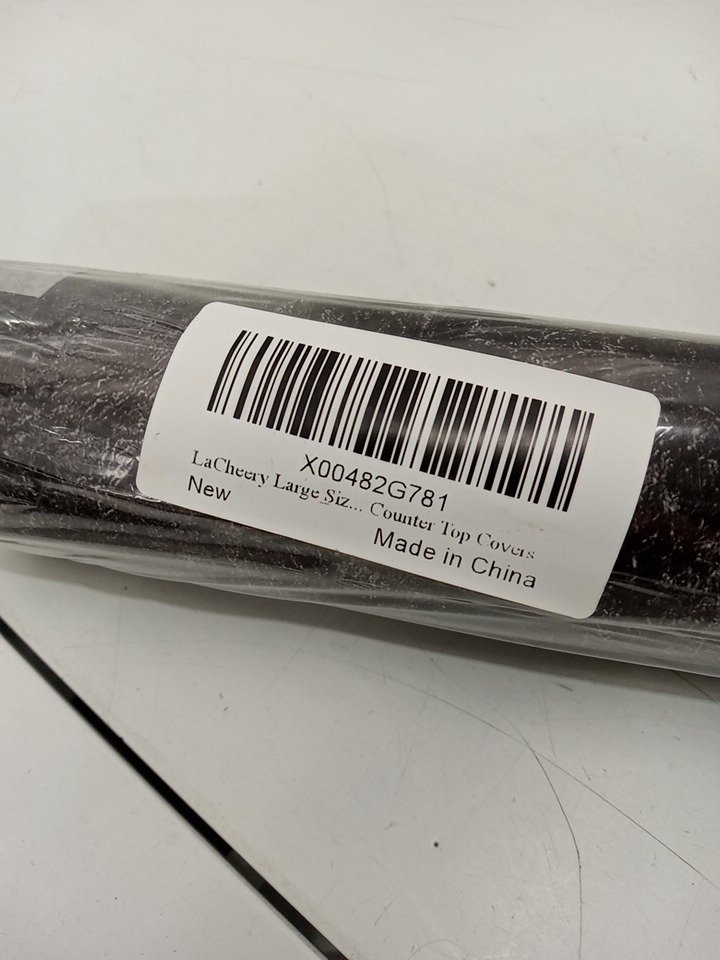 X00482G781
LaCheery Large Siz... Counter Top Covers
New
Made in China